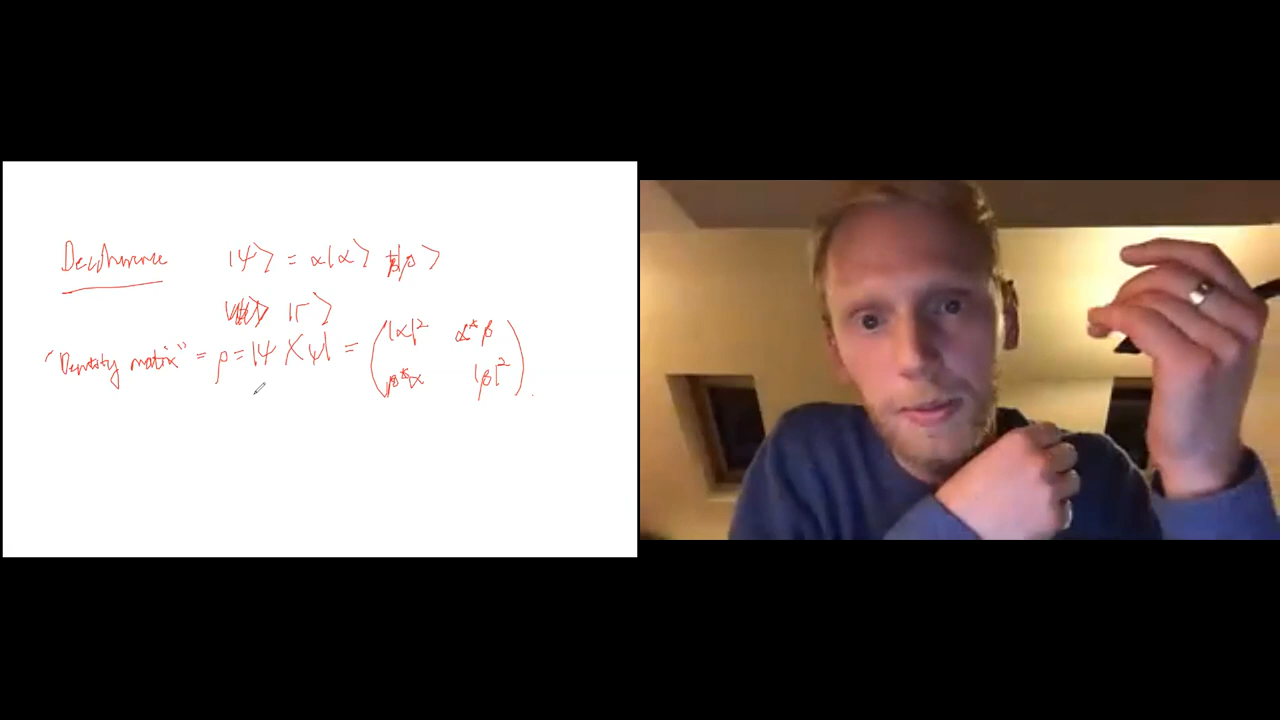 Decoherence |ψ⟩ = α|α⟩ + β|β⟩
|Γ⟩
"Density matrix" = ρ = |ψ⟩⟨ψ| = ( |α|² α*β
β*α |β|² ) .